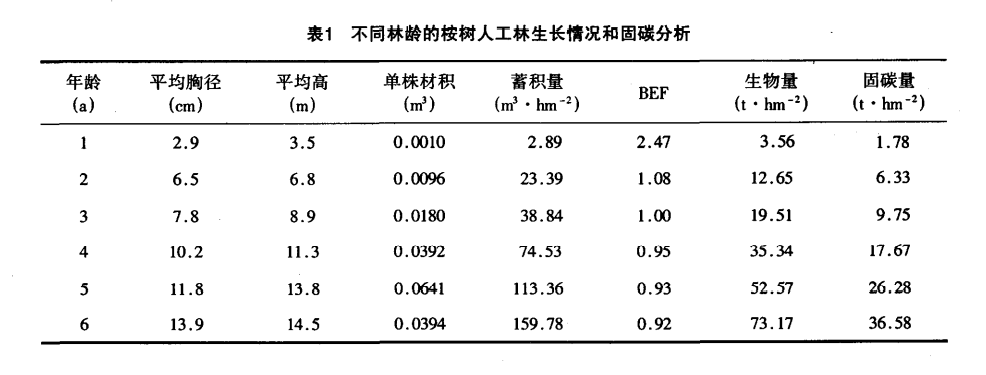 表1 不同林龄的桉树人工林生长情况和固碳分析
年龄 平均胸径 平均高 单株材积 蓄积量 BEF 生物量 固碳量
(a) (cm) (m) (m³) (m³·hm⁻²) (t·hm⁻²) (t·hm⁻²)
1 2.9 3.5 0.0010 2.89 2.47 3.56 1.78
2 6.5 6.8 0.0096 23.39 1.08 12.65 6.33
3 7.8 8.9 0.0180 38.84 1.00 19.51 9.75
4 10.2 11.3 0.0392 74.53 0.95 35.34 17.67
5 11.8 13.8 0.0641 113.36 0.93 52.57 26.28
6 13.9 14.5 0.0394 159.78 0.92 73.17 36.58